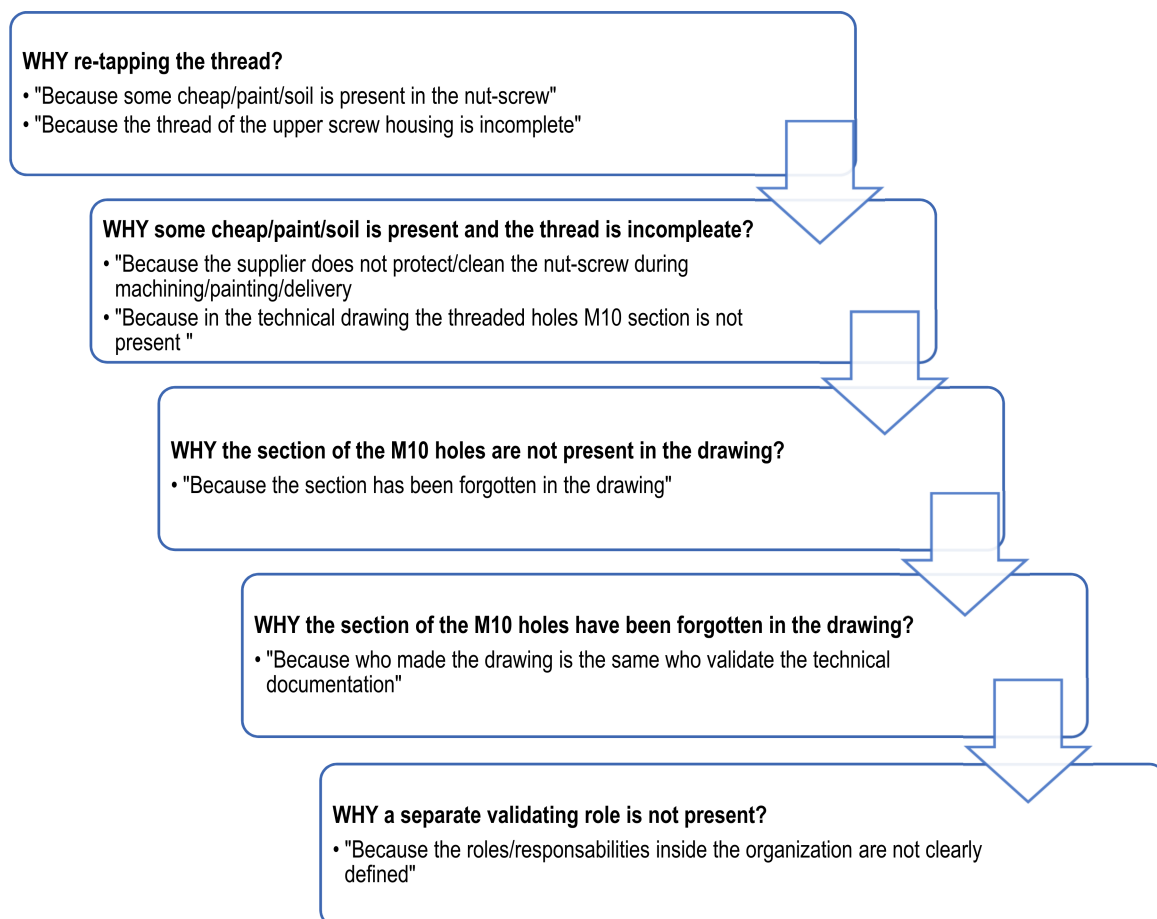 WHY re-tapping the thread?
• "Because some cheap/paint/soil is present in the nut-screw"
• "Because the thread of the upper screw housing is incomplete"
WHY some cheap/paint/soil is present and the thread is incompleate?
• "Because the supplier does not protect/clean the nut-screw during
machining/painting/delivery
• "Because in the technical drawing the threaded holes M10 section is not
present "
WHY the section of the M10 holes are not present in the drawing?
• "Because the section has been forgotten in the drawing"
WHY the section of the M10 holes have been forgotten in the drawing?
• "Because who made the drawing is the same who validate the technical
documentation"
WHY a separate validating role is not present?
• "Because the roles/responsabilities inside the organization are not clearly
defined"